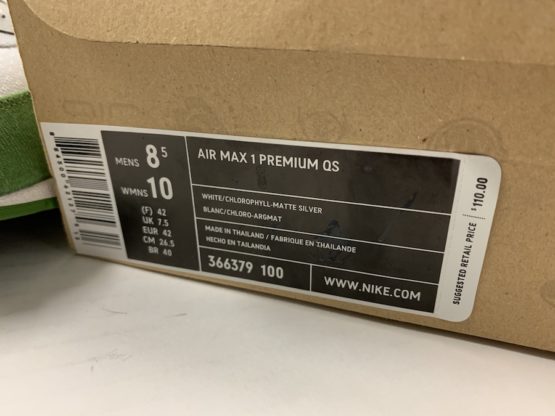 MENS 8 5
WMNS 10
(F) 42
UK 7.5
EUR 42
CM 26.5
BR 40
AIR MAX 1 PREMIUM QS
WHITE/CHLOROPHYLL-MATTE SILVER
BLANC/CHLORO-ARGMAT
MADE IN THAILAND / FABRIQUE EN THAILANDE
HECHO EN TAILANDIA
366379 100
WWW.NIKE.COM
SUGGESTED RETAIL PRICE $110.00